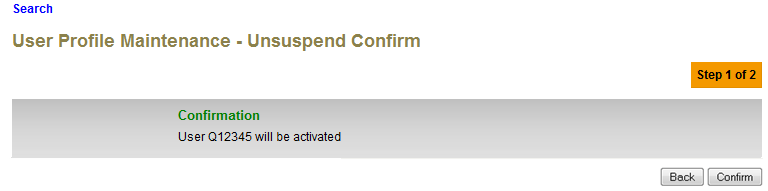 Search
User Profile Maintenance - Unsuspend Confirm
Step 1 of 2
Confirmation
User Q12345 will be activated
Back Confirm